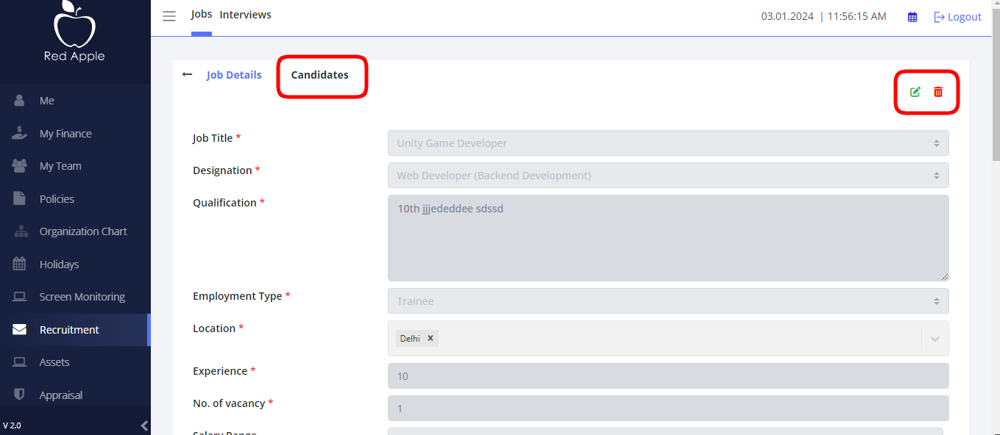 Red Apple
Me
My Finance
My Team
Policies
Organization Chart
Holidays
Screen Monitoring
Recruitment
Assets
Appraisal
V 2.0
Jobs Interviews
03.01.2024 | 11:56:15 AM Logout
Job Details Candidates
Job Title * Unity Game Developer
Designation * Web Developer (Backend Development)
Qualification * 10th jjjededdee sdssd
Employment Type * Trainee
Location * Delhi ×
Experience * 10
No. of vacancy * 1
Salary Range